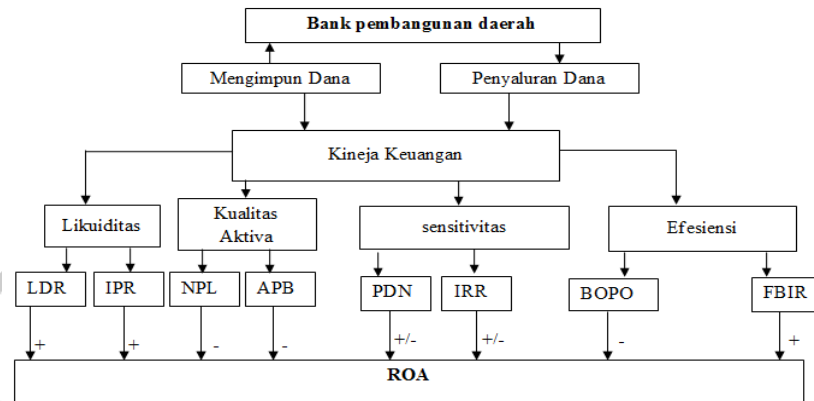 Bank pembangunan daerah
Mengimpun Dana
Penyaluran Dana
Kineja Keuangan
Likuiditas
Kualitas
Aktiva
sensitivitas
Efesiensi
LDR
IPR
NPL
APB
PDN
IRR
BOPO
FBIR
+
+
-
-
+/-
+/-
-
+
ROA